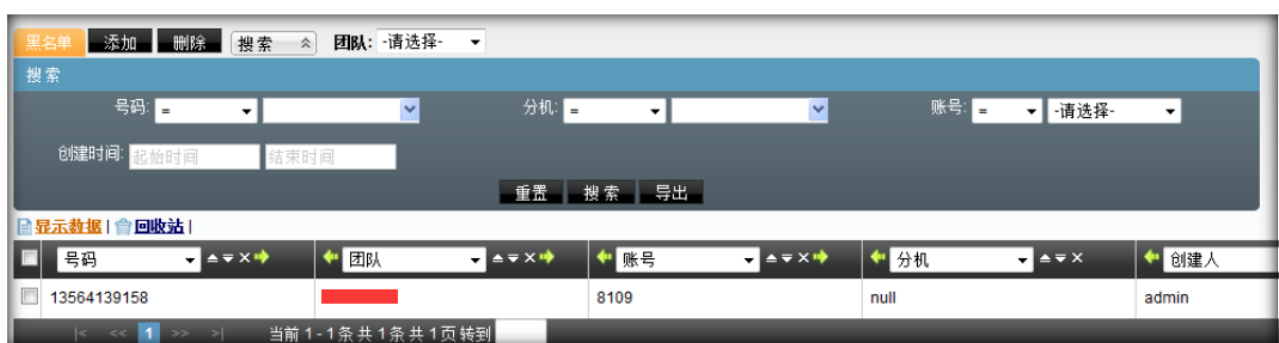 黑名单 添加 删除 搜索 团队: -请选择-
搜索
号码: = 分机: = 账号: = -请选择-
创建时间: 起始时间 结束时间
重置 搜索 导出
显示数据 | 回收站 |
号码 团队 账号 分机 创建人
13564139158 8109 null admin
|< << 1 >> >| 当前 1 - 1 条 共 1 条 共 1 页 转到